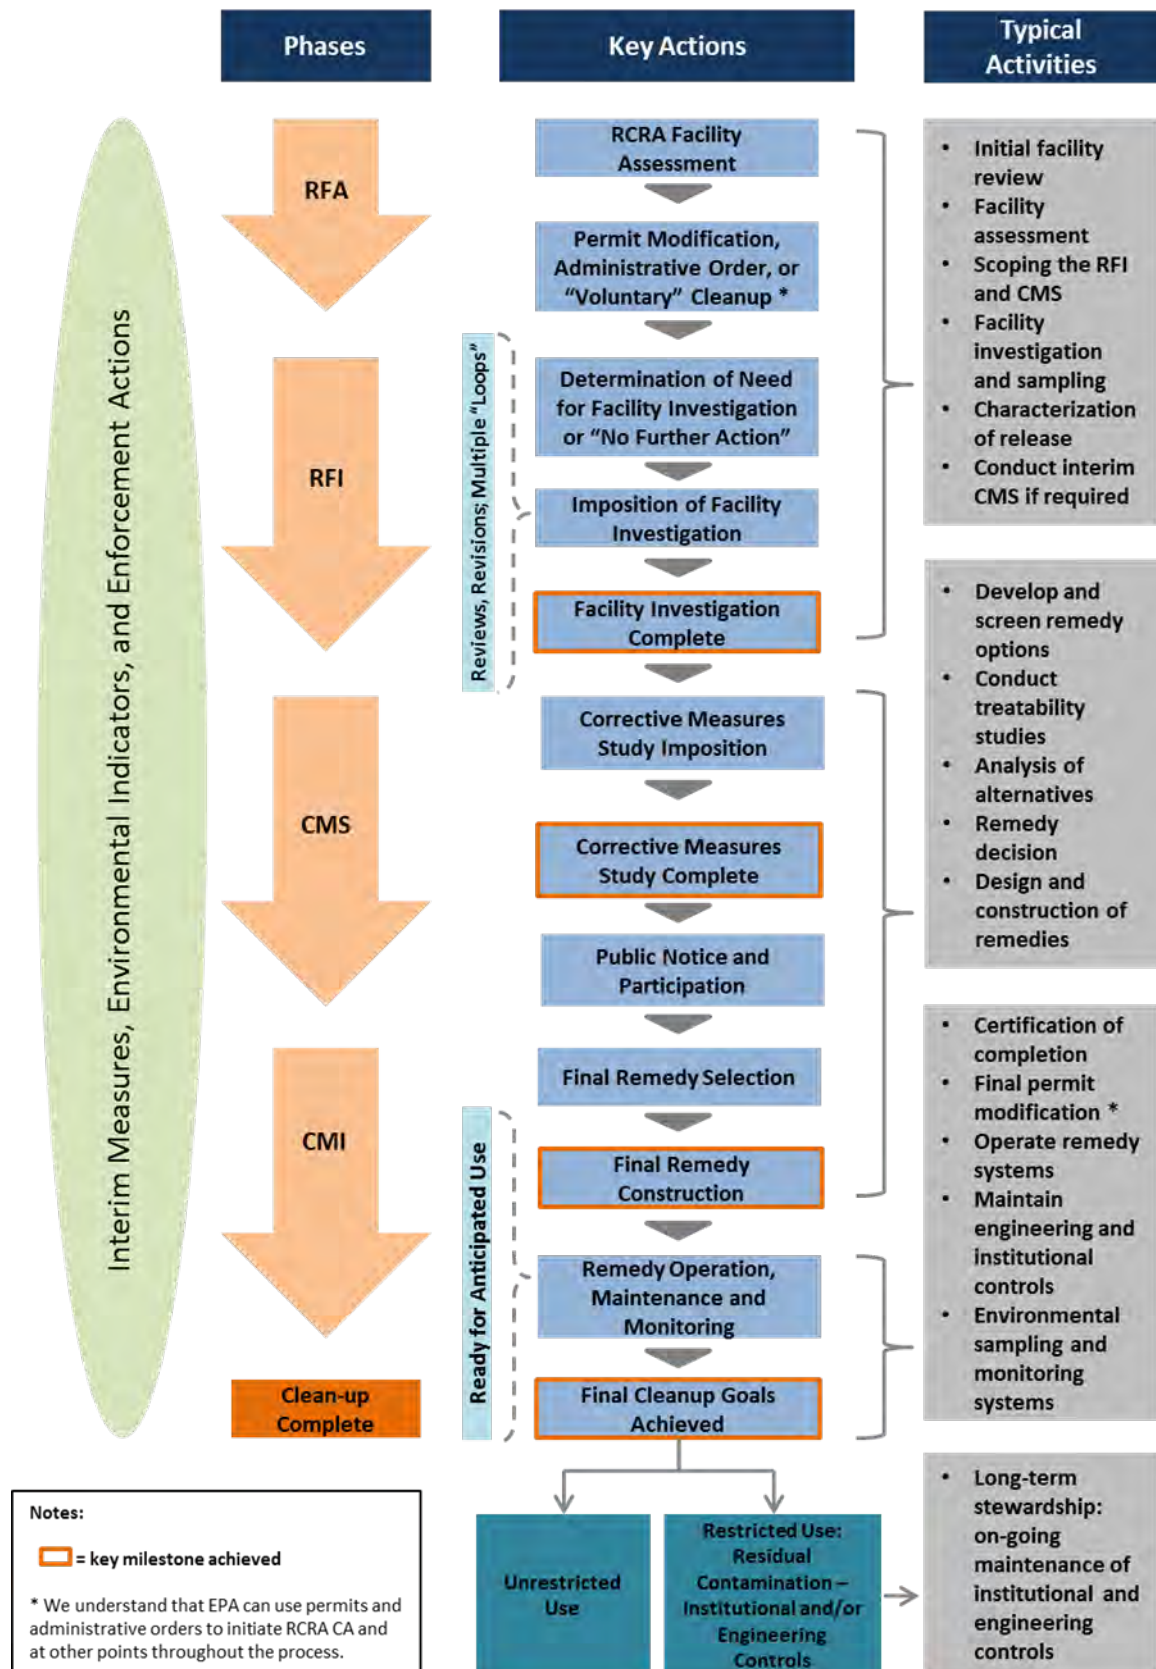 Phases
Key Actions
Typical
Activities
Interim Measures, Environmental Indicators, and Enforcement Actions
RFA
RFI
CMS
CMI
Clean-up
Complete
Reviews, Revisions; Multiple “Loops”
Ready for Anticipated Use
RCRA Facility
Assessment
Permit Modification,
Administrative Order, or
“Voluntary” Cleanup *
Determination of Need
for Facility Investigation
or “No Further Action”
Imposition of Facility
Investigation
Facility Investigation
Complete
Corrective Measures
Study Imposition
Corrective Measures
Study Complete
Public Notice and
Participation
Final Remedy Selection
Final Remedy
Construction
Remedy Operation,
Maintenance and
Monitoring
Final Cleanup Goals
Achieved
Unrestricted
Use
Restricted Use:
Residual
Contamination –
Institutional and/or
Engineering
Controls
• Initial facility
review
• Facility
assessment
• Scoping the RFI
and CMS
• Facility
investigation
and sampling
• Characterization
of release
• Conduct interim
CMS if required
• Develop and
screen remedy
options
• Conduct
treatability
studies
• Analysis of
alternatives
• Remedy
decision
• Design and
construction of
remedies
• Certification of
completion
• Final permit
modification *
• Operate remedy
systems
• Maintain
engineering and
institutional
controls
• Environmental
sampling and
monitoring
systems
• Long-term
stewardship:
on-going
maintenance of
institutional and
engineering
controls
Notes:
= key milestone achieved
* We understand that EPA can use permits and
administrative orders to initiate RCRA CA and
at other points throughout the process.